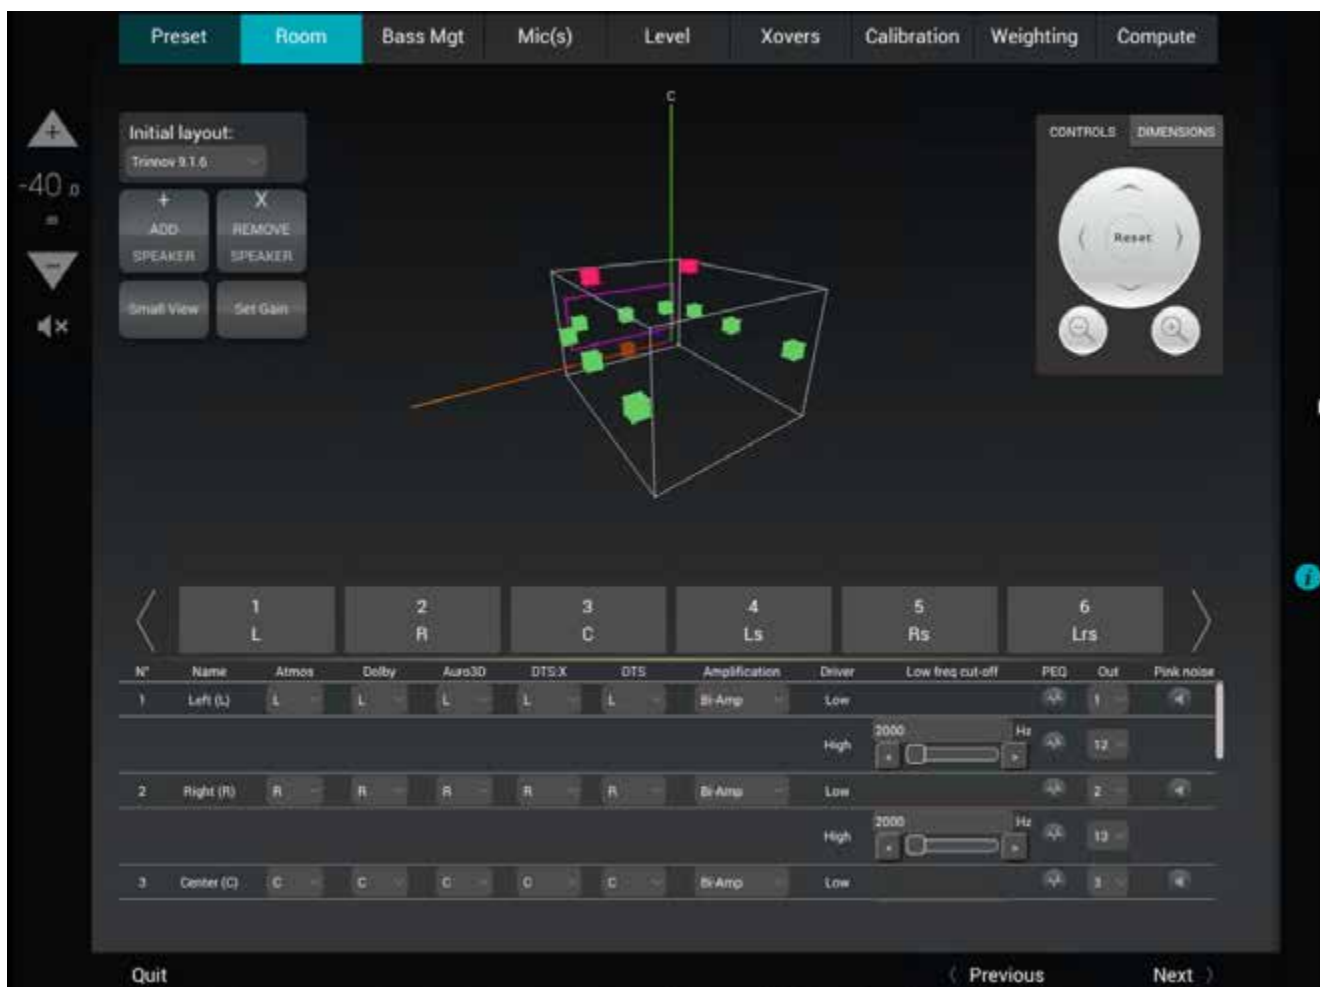 Preset Room Bass Mgt Mic(s) Level Xovers Calibration Weighting Compute
C
Initial layout:
Trinnov 9.1.6
CONTROLS DIMENSIONS
-40 .0
+ X
ADD REMOVE
SPEAKER SPEAKER
Reset
Small View Set Gain
1 2 3 4 5 6
L R C Ls Rs Lrs
N° Name Atmos Dolby Auro3D DTS:X DTS Amplification Driver Low freq cut-off PEQ Out Pink noise
1 Left (L) L L L L L Bi-Amp Low 1
2000 Hz
High 12
2 Right (R) R R R R R Bi-Amp Low 2
2000 Hz
High 13
3 Center (C) C C C C C Bi-Amp Low 3
Quit Previous Next